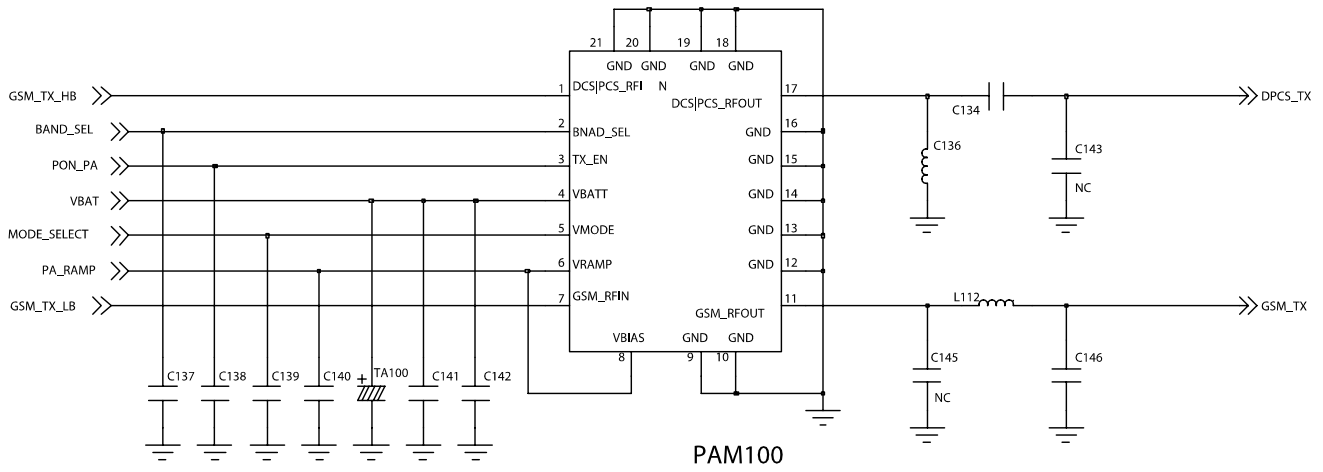 21 20 19 18
GND GND GND GND
GSM_TX_HB 1 DCS|PCS_RFI N 17 DPCS_TX
DCS|PCS_RFOUT C134
BAND_SEL 2 BNAD_SEL GND 16
C136 C143
PON_PA 3 TX_EN GND 15
NC
VBAT 4 VBATT GND 14
MODE_SELECT 5 VMODE GND 13
PA_RAMP 6 VRAMP GND 12
GSM_TX_LB 7 GSM_RFIN 11 L112 GSM_TX
GSM_RFOUT
VBIAS GND GND
8 9 10
C137 C138 C139 C140 + TA100 C141 C142 C145 C146
NC
PAM100